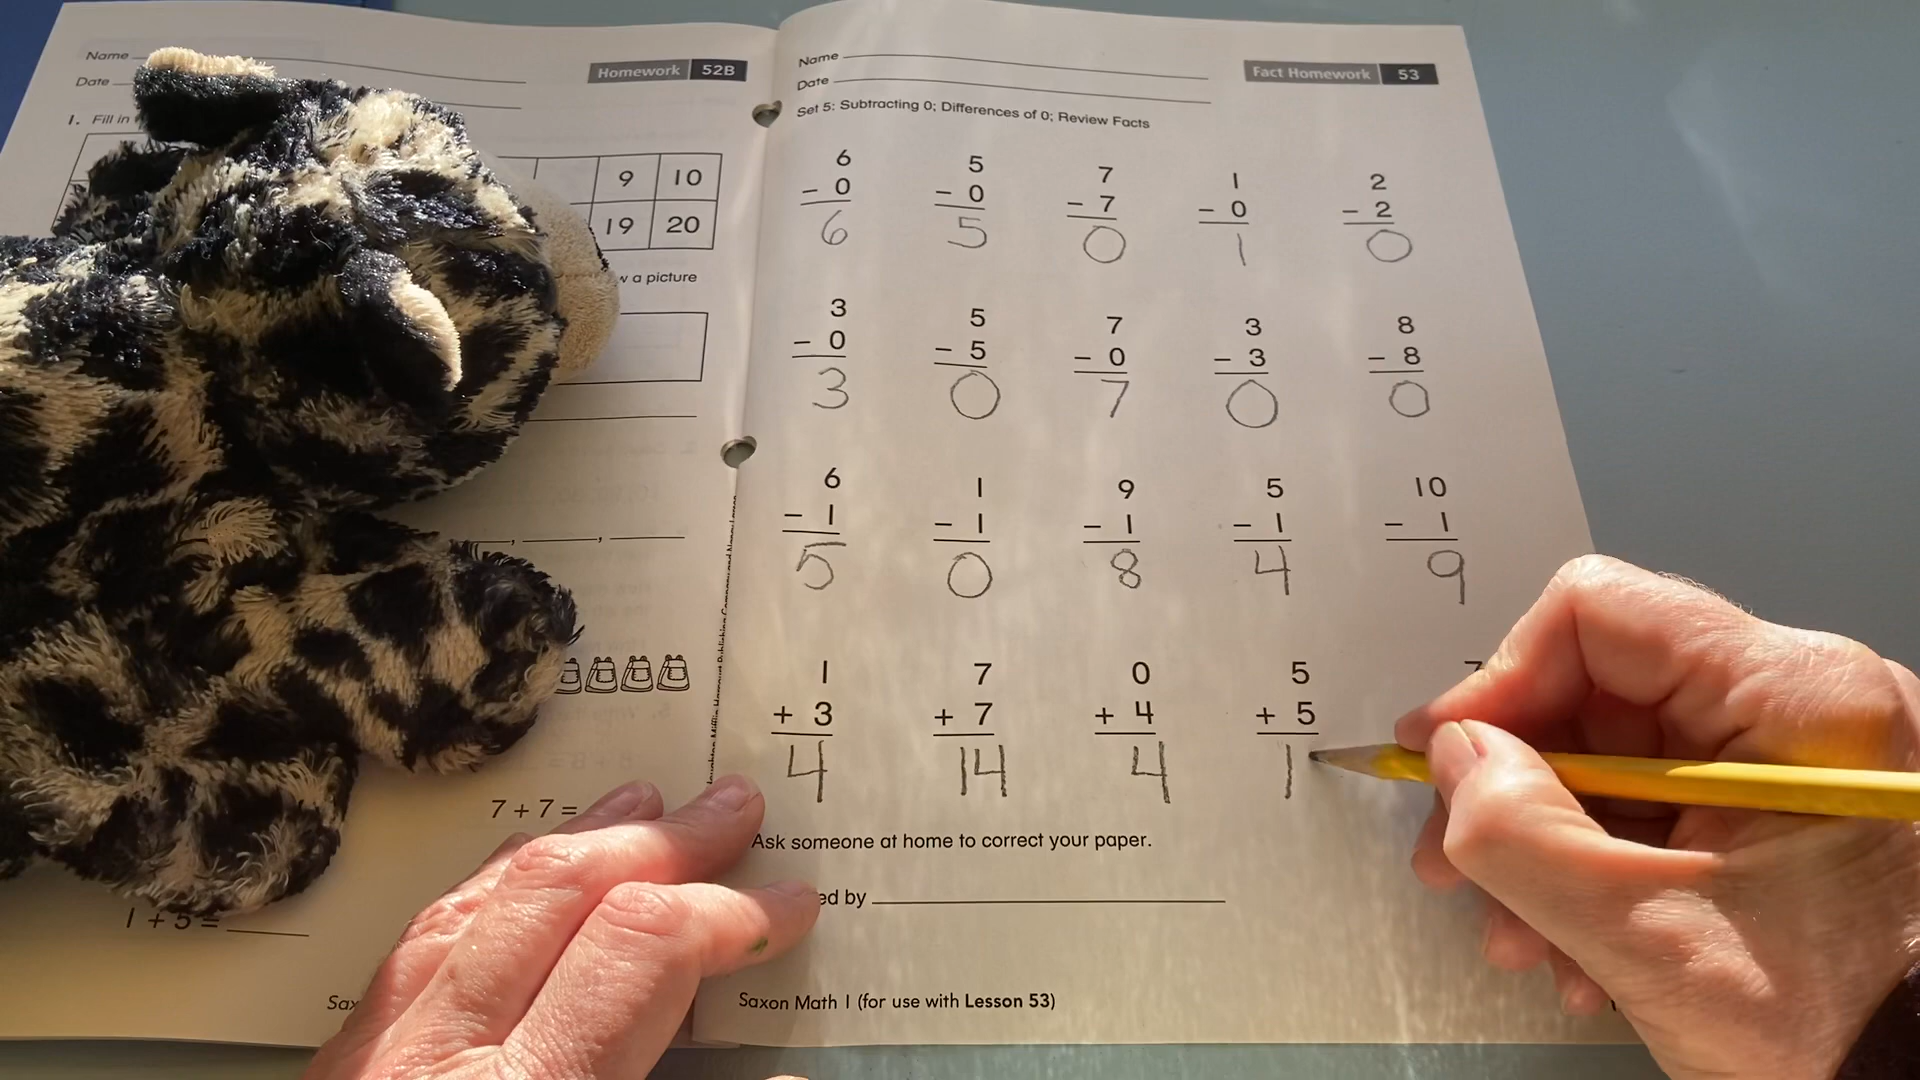 Name
Date
Homework 52B
1. Fill in
9 10
19 20
w a picture
7 + 7 =
1 + 5 =
Sax
Name
Date
Fact Homework 53
Set 5: Subtracting 0; Differences of 0; Review Facts
6 5 7 1 2
- 0 - 0 - 7 - 0 - 2
6 5 0 1 0
3 5 7 3 8
- 0 - 5 - 0 - 3 - 8
3 0 7 0 0
6 1 9 5 10
- 1 - 1 - 1 - 1 - 1
5 0 8 4 9
1 7 0 5 7
+ 3 + 7 + 4 + 5
4 14 4 1
Ask someone at home to correct your paper.
ed by
Saxon Math 1 (for use with Lesson 53)